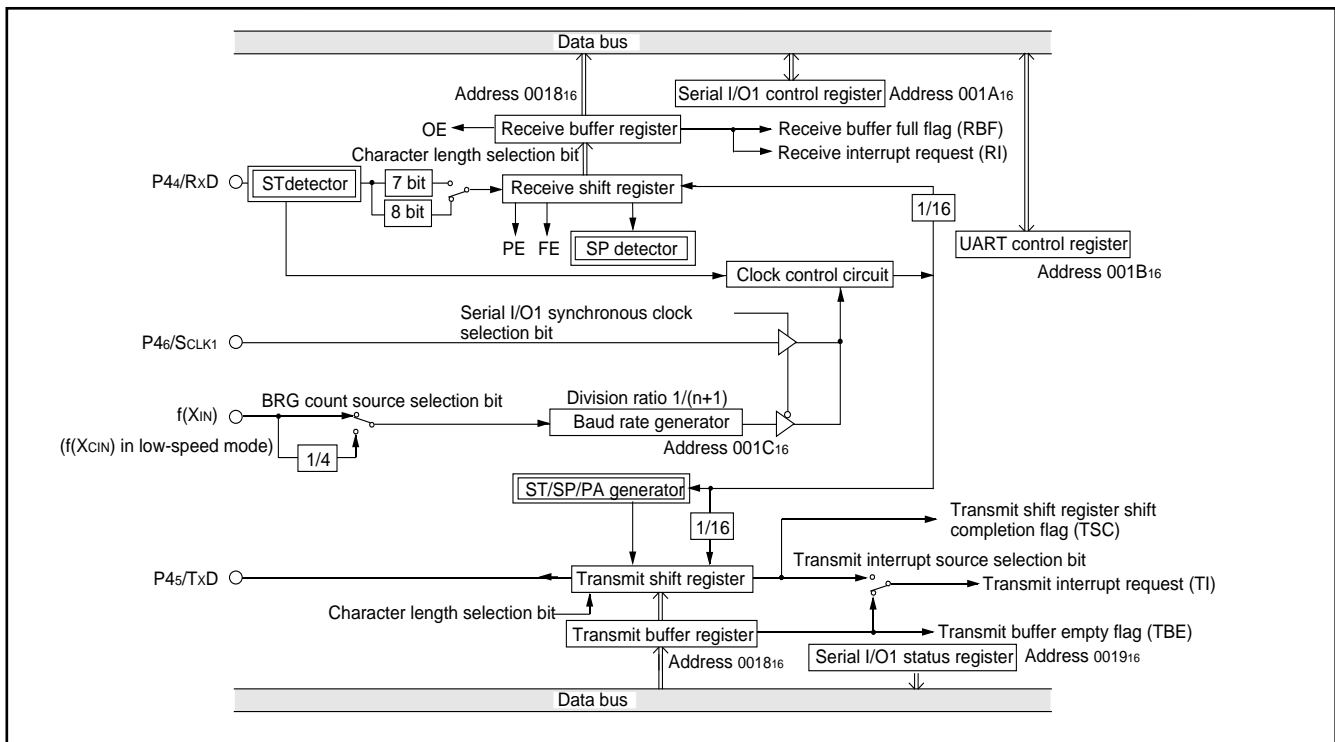 Data bus
Address 001816
Serial I/O1 control register
Address 001A16
OE
Receive buffer register
Receive buffer full flag (RBF)
Receive interrupt request (RI)
Character length selection bit
P44/RXD
STdetector
7 bit
8 bit
Receive shift register
1/16
PE
FE
SP detector
UART control register
Address 001B16
Clock control circuit
Serial I/O1 synchronous clock
selection bit
P46/SCLK1
BRG count source selection bit
Division ratio 1/(n+1)
f(XIN)
Baud rate generator
(f(XCIN) in low-speed mode)
1/4
Address 001C16
ST/SP/PA generator
1/16
Transmit shift register shift
completion flag (TSC)
Transmit interrupt source selection bit
P45/TXD
Transmit shift register
Transmit interrupt request (TI)
Character length selection bit
Transmit buffer register
Transmit buffer empty flag (TBE)
Address 001816
Serial I/O1 status register
Address 001916
Data bus